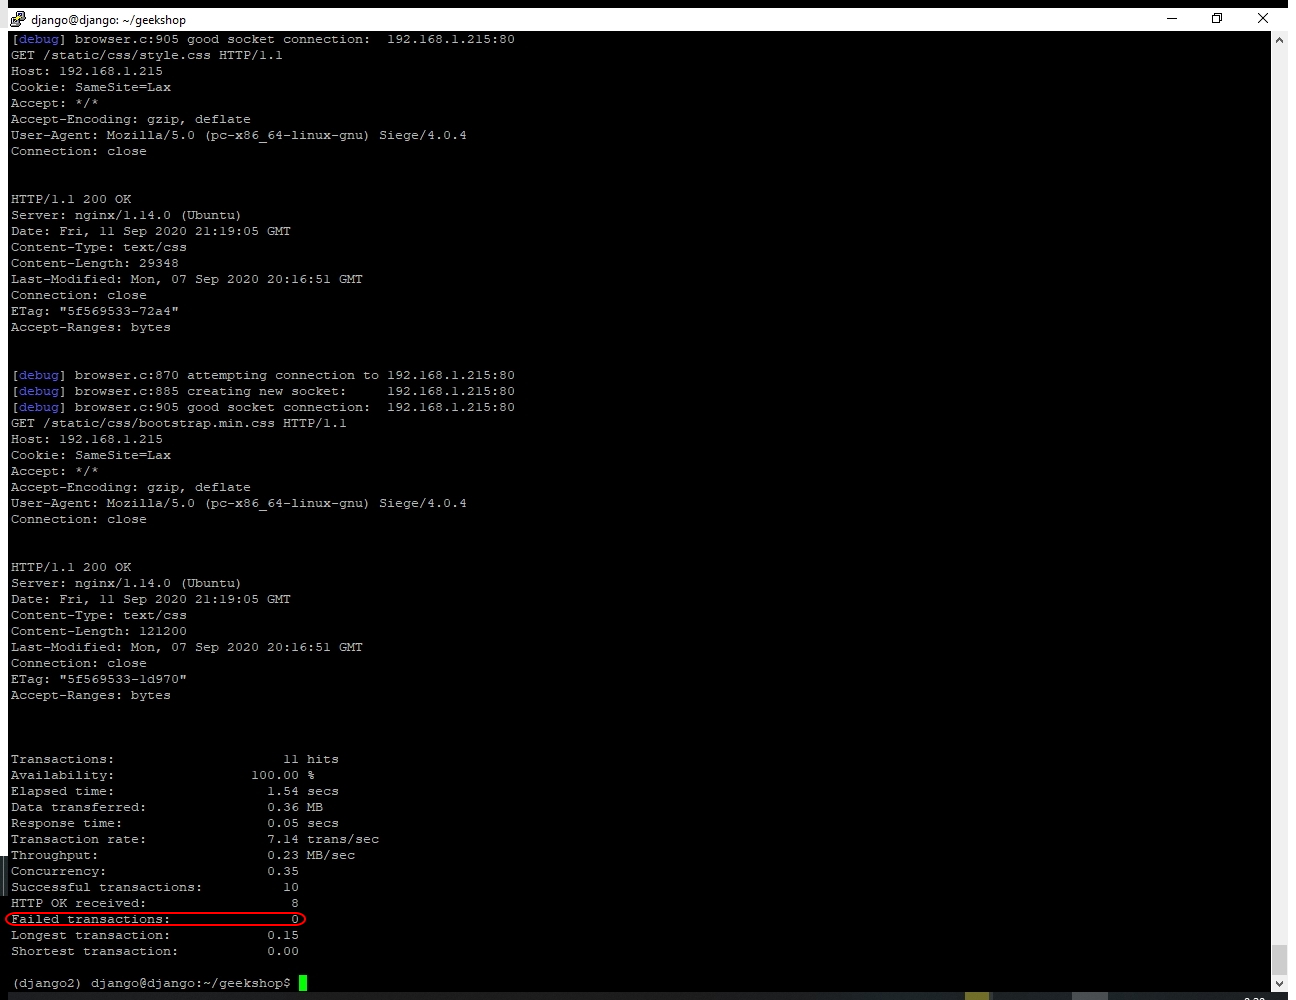 django@django: ~/geekshop
[debug] browser.c:905 good socket connection:  192.168.1.215:80
GET /static/css/style.css HTTP/1.1
Host: 192.168.1.215
Cookie: SameSite=Lax
Accept: */*
Accept-Encoding: gzip, deflate
User-Agent: Mozilla/5.0 (pc-x86_64-linux-gnu) Siege/4.0.4
Connection: close
HTTP/1.1 200 OK
Server: nginx/1.14.0 (Ubuntu)
Date: Fri, 11 Sep 2020 21:19:05 GMT
Content-Type: text/css
Content-Length: 29348
Last-Modified: Mon, 07 Sep 2020 20:16:51 GMT
Connection: close
ETag: "5f569533-72a4"
Accept-Ranges: bytes
[debug] browser.c:870 attempting connection to 192.168.1.215:80
[debug] browser.c:885 creating new socket:     192.168.1.215:80
[debug] browser.c:905 good socket connection:  192.168.1.215:80
GET /static/css/bootstrap.min.css HTTP/1.1
Host: 192.168.1.215
Cookie: SameSite=Lax
Accept: */*
Accept-Encoding: gzip, deflate
User-Agent: Mozilla/5.0 (pc-x86_64-linux-gnu) Siege/4.0.4
Connection: close
HTTP/1.1 200 OK
Server: nginx/1.14.0 (Ubuntu)
Date: Fri, 11 Sep 2020 21:19:05 GMT
Content-Type: text/css
Content-Length: 121200
Last-Modified: Mon, 07 Sep 2020 20:16:51 GMT
Connection: close
ETag: "5f569533-1d970"
Accept-Ranges: bytes
Transactions:                     11 hits
Availability:                 100.00 %
Elapsed time:                   1.54 secs
Data transferred:               0.36 MB
Response time:                  0.05 secs
Transaction rate:               7.14 trans/sec
Throughput:                     0.23 MB/sec
Concurrency:                    0.35
Successful transactions:          10
HTTP OK received:                  8
Failed transactions:               0
Longest transaction:            0.15
Shortest transaction:           0.00
(django2) django@django:~/geekshop$